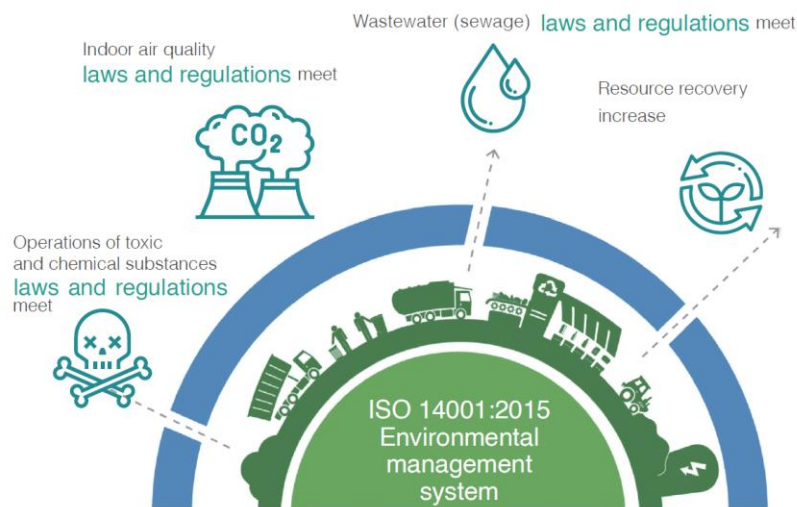 Wastewater (sewage) laws and regulations meet
Indoor air quality
laws and regulations meet
CO2
Resource recovery
increase
Operations of toxic
and chemical substances
laws and regulations
meet
ISO 14001:2015
Environmental
management
system